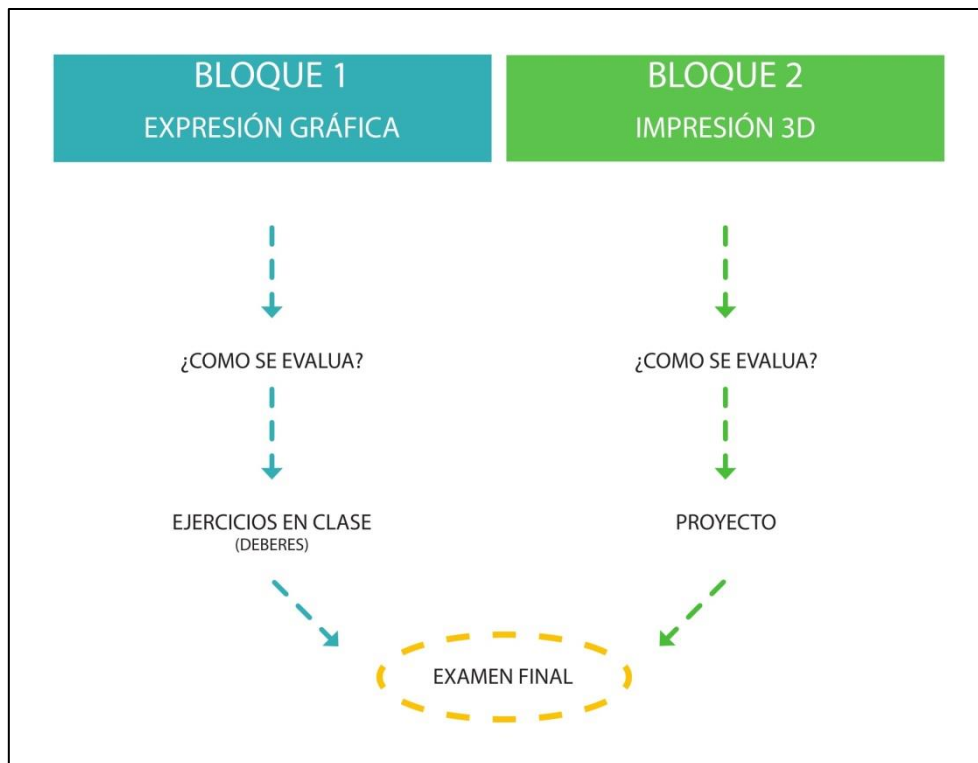 BLOQUE 1
EXPRESIÓN GRÁFICA
BLOQUE 2
IMPRESIÓN 3D
¿COMO SE EVALUA?
¿COMO SE EVALUA?
EJERCICIOS EN CLASE
(DEBERES)
PROYECTO
EXAMEN FINAL